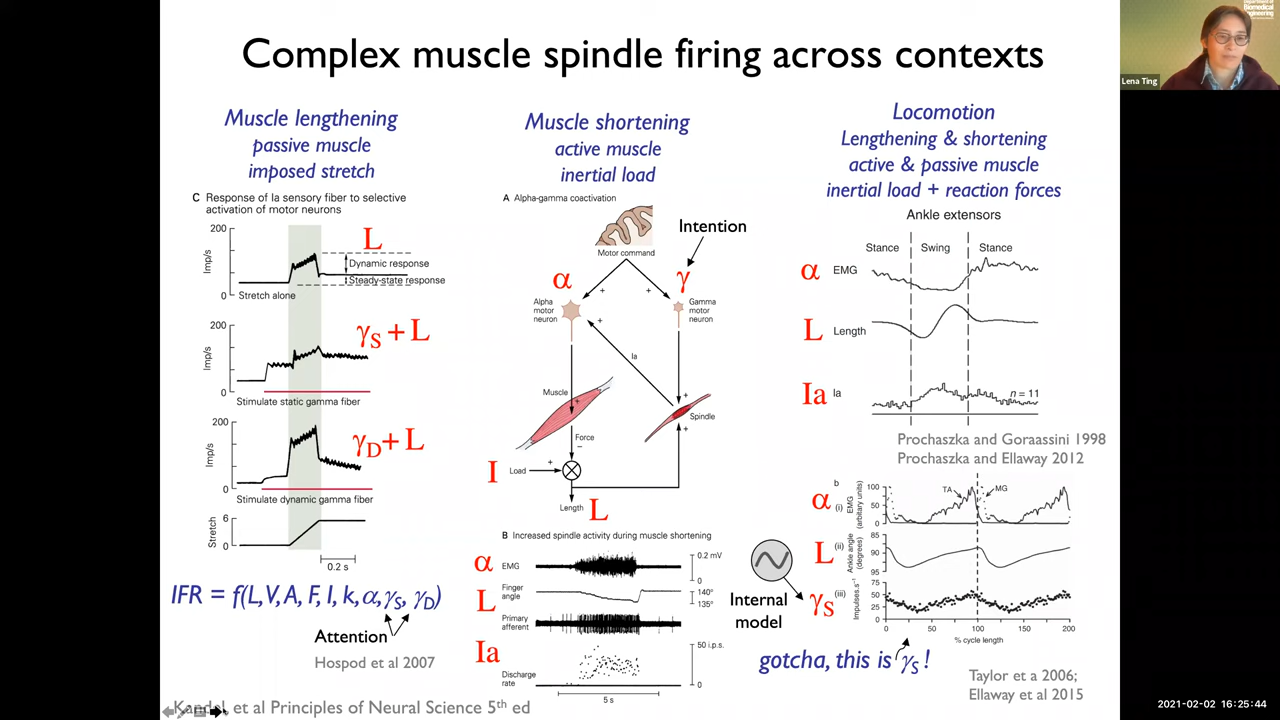 Complex muscle spindle firing across contexts
Biomedical
Engineering
Lena Ting
Muscle lengthening
passive muscle
imposed stretch
C Response of Ia sensory fiber to selective
activation of motor neurons
200
Imp/s
0
L
Dynamic response
Steady-state response
Stretch alone
200
Imp/s
0
γS + L
Stimulate static gamma fiber
200
Imp/s
0
γD + L
Stimulate dynamic gamma fiber
6
Stretch
0
0.2 s
IFR = f(L,V,A, F, I, k,α,γS, γD)
Attention
Hospod et al 2007
Kandel, et al Principles of Neural Science 5th ed
Muscle shortening
active muscle
inertial load
A Alpha-gamma coactivation
Intention
Motor command
α
γ
+ +
Alpha
motor
neuron
Gamma
motor
neuron
+
Ia
Muscle
+
+
Spindle
+
Force
−
I
Load
+
Length
L
B Increased spindle activity during muscle shortening
α
EMG
0.2 mV
0
L
Finger
angle
140°
135°
Primary
afferent
Ia
50 i.p.s.
Discharge
rate
0
5 s
Locomotion
Lengthening & shortening
active & passive muscle
inertial load + reaction forces
Ankle extensors
Stance Swing Stance
α EMG
L Length
Ia Ia
n = 11
Prochaszka and Goraassini 1998
Prochaszka and Ellaway 2012
b
α
(i)
EMG
(arbitary units)
100
50
0
TA
MG
L
(ii)
Ankle angle
(degrees)
85
90
95
Internal
model
γS
(iii)
Impulses.s⁻¹
75
50
25
0
0 50 100 50 200
% cycle length
gotcha, this is γS !
Taylor et a 2006;
Ellaway et al 2015
2021-02-02 16:25:44